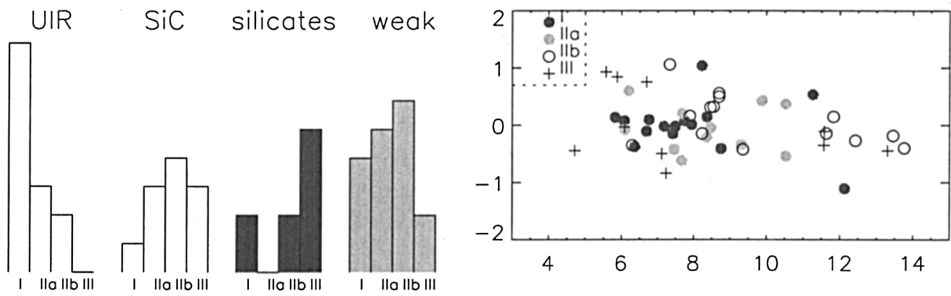 UIR SiC silicates weak
I IIa IIb III I IIa IIb III I IIa IIb III I IIa IIb III
2
I
IIa
IIb
III
1
0
−1
−2
4 6 8 10 12 14